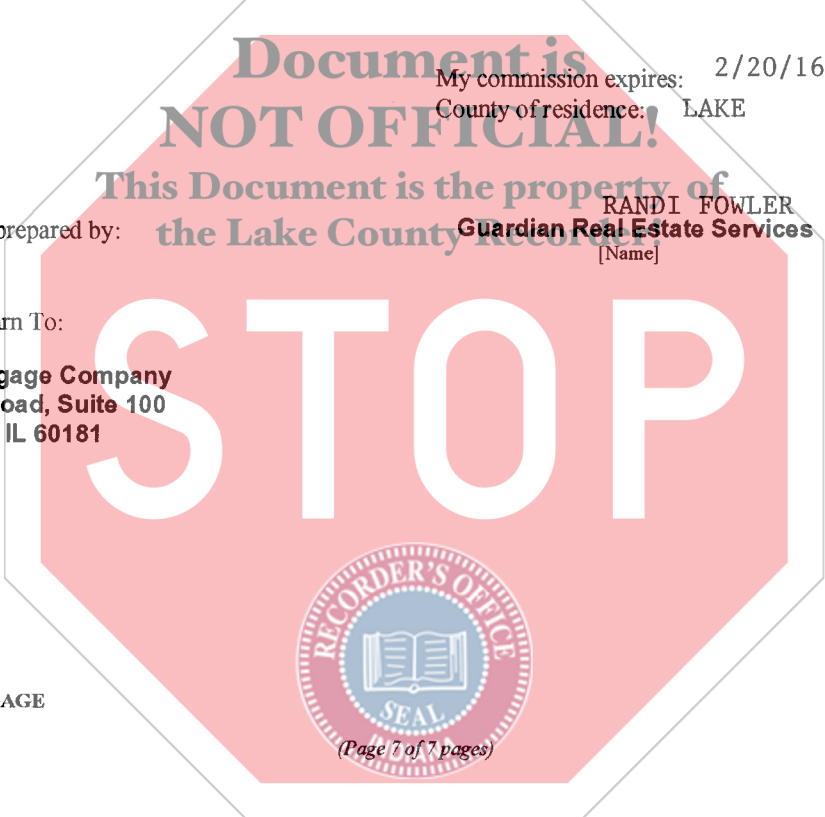 Document is
My commission expires: 2/20/16
NOT OFFICIAL!
County of residence: LAKE
This Document is the property of
RANDI FOWLER
prepared by:
the Lake County Recorder!
Guardian Real Estate Services
[Name]
rn To:
gage Company
oad, Suite 100
IL 60181
STOP
RECORDER'S OFFICE
SEAL
INDIANA
AGE
(Page 7 of 7 pages)